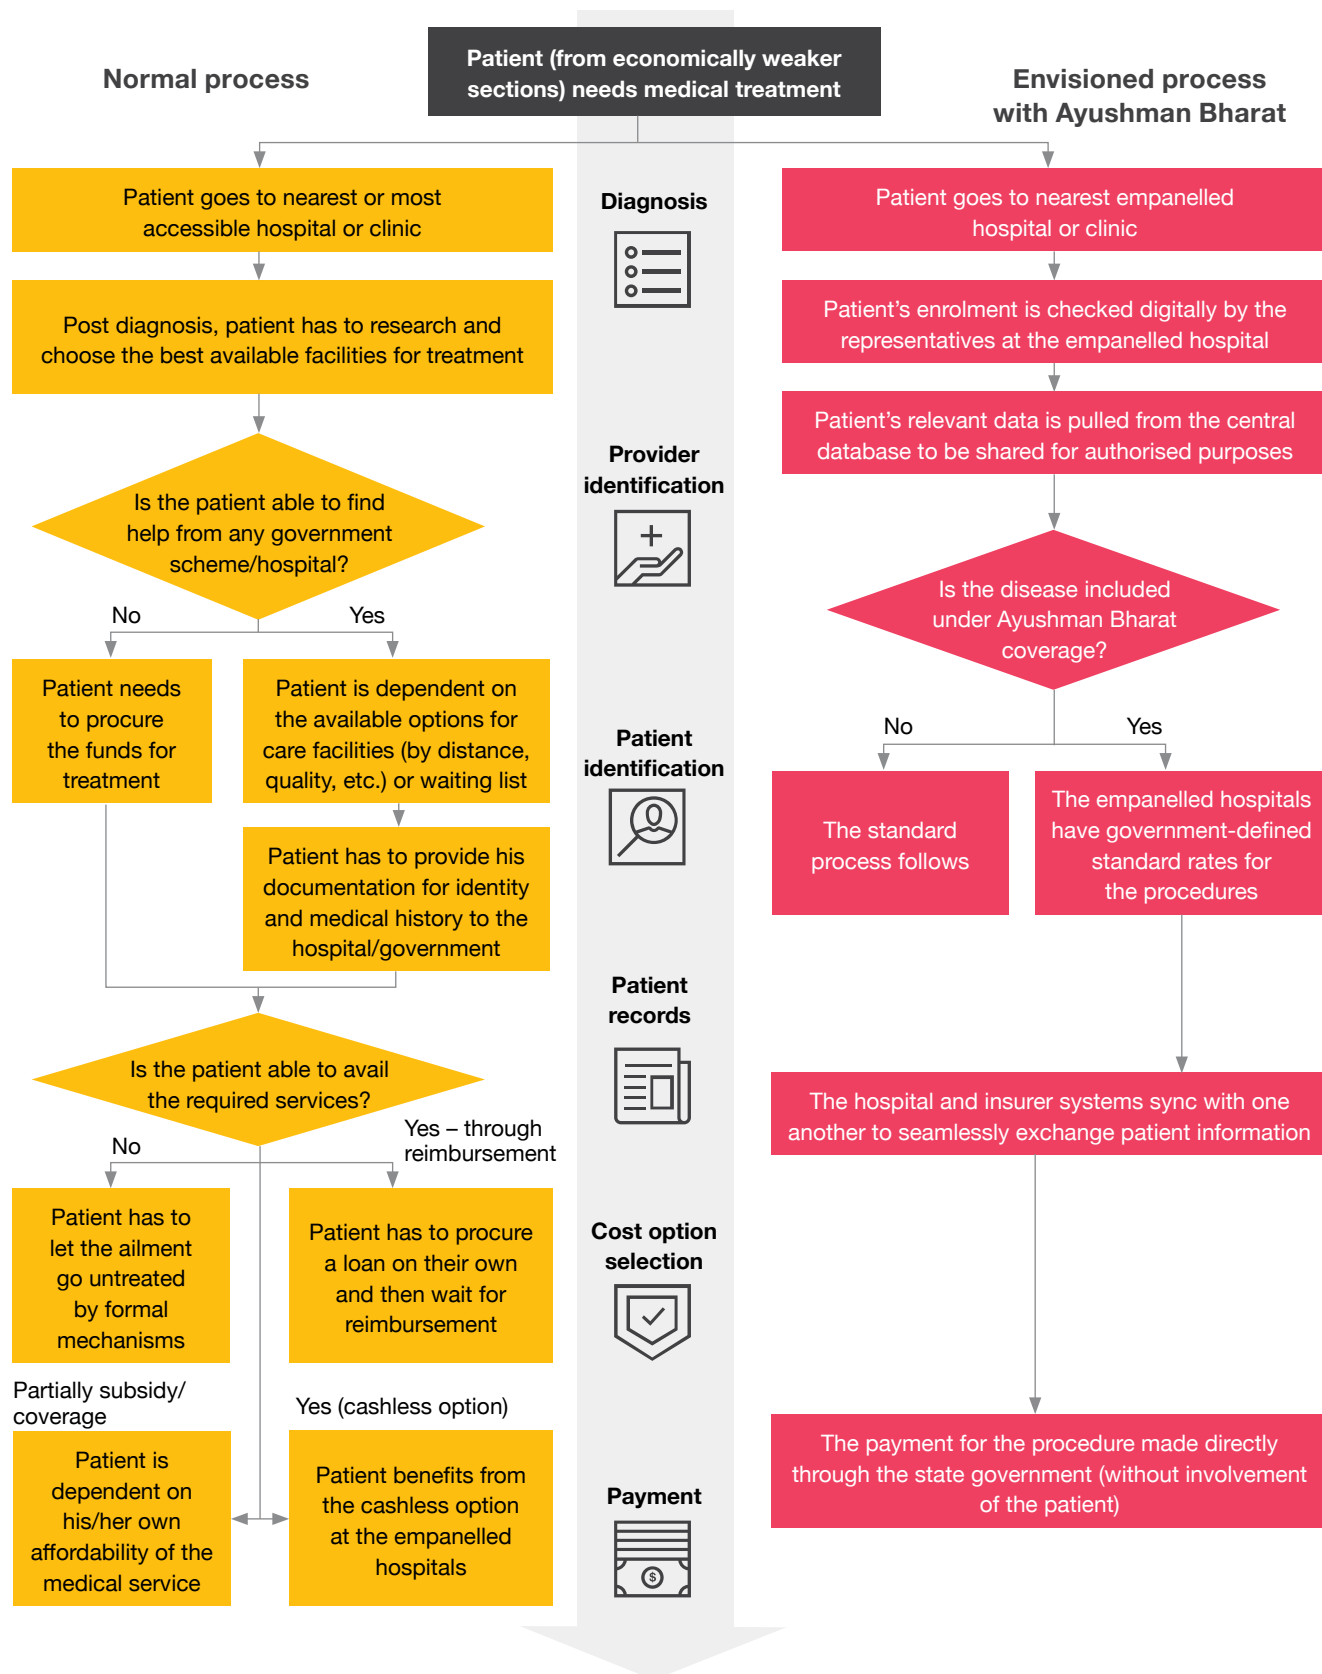 Patient (from economically weaker
sections) needs medical treatment
Normal process
Envisioned process
with Ayushman Bharat
Patient goes to nearest or most
accessible hospital or clinic
Post diagnosis, patient has to research and
choose the best available facilities for treatment
Is the patient able to find
help from any government
scheme/hospital?
No
Yes
Patient needs
to procure
the funds for
treatment
Patient is dependent on
the available options for
care facilities (by distance,
quality, etc.) or waiting list
Patient has to provide his
documentation for identity
and medical history to the
hospital/government
Is the patient able to avail
the required services?
No
Yes – through
reimbursement
Patient has to
let the ailment
go untreated
by formal
mechanisms
Patient has to procure
a loan on their own
and then wait for
reimbursement
Partially subsidy/
coverage
Yes (cashless option)
Patient is
dependent on
his/her own
affordability of the
medical service
Patient benefits from
the cashless option
at the empanelled
hospitals
Diagnosis
Provider
identification
Patient
identification
Patient
records
Cost option
selection
Payment
$
Patient goes to nearest empanelled
hospital or clinic
Patient’s enrolment is checked digitally by the
representatives at the empanelled hospital
Patient’s relevant data is pulled from the central
database to be shared for authorised purposes
Is the disease included
under Ayushman Bharat
coverage?
No
Yes
The standard
process follows
The empanelled hospitals
have government-defined
standard rates for
the procedures
The hospital and insurer systems sync with one
another to seamlessly exchange patient information
The payment for the procedure made directly
through the state government (without involvement
of the patient)